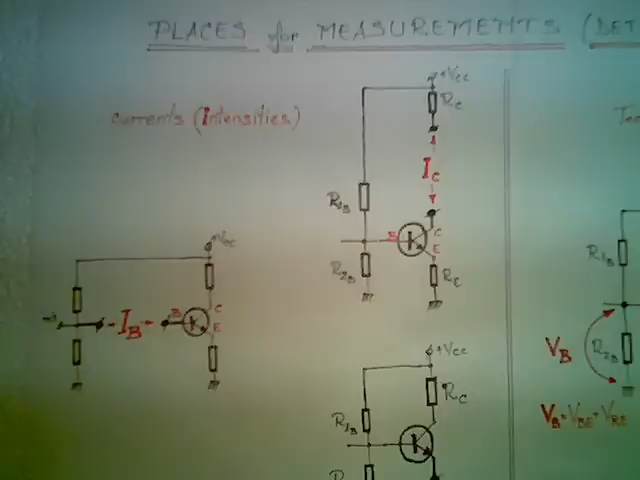 PLACES for MEASUREMENTS (DET
currents (Intensities)
+Vcc
RC
IC
R1B
B
C
E
R2B
RE
+Vcc
B
C
IB
E
+Vcc
RC
R1B
R
R1B
VB
R2B
VB=VBE+VRE